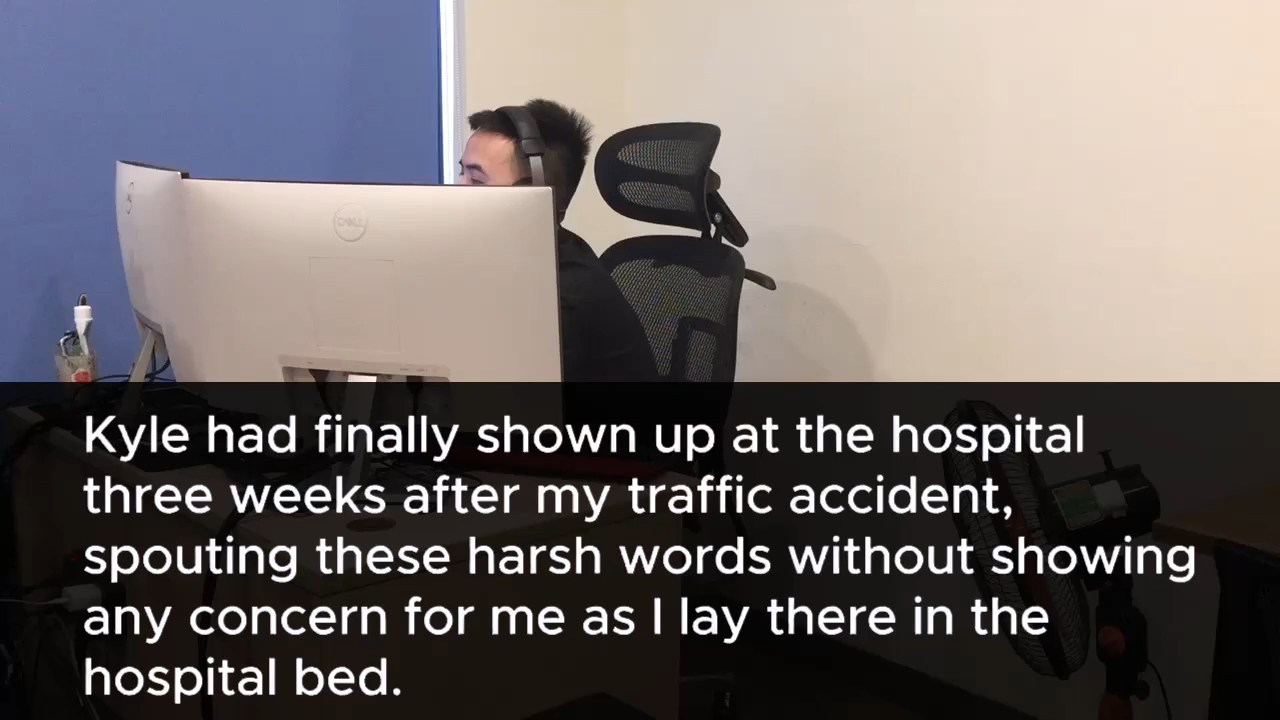 DELL
Kyle had finally shown up at the hospital
three weeks after my traffic accident,
spouting these harsh words without showing
any concern for me as I lay there in the
hospital bed.